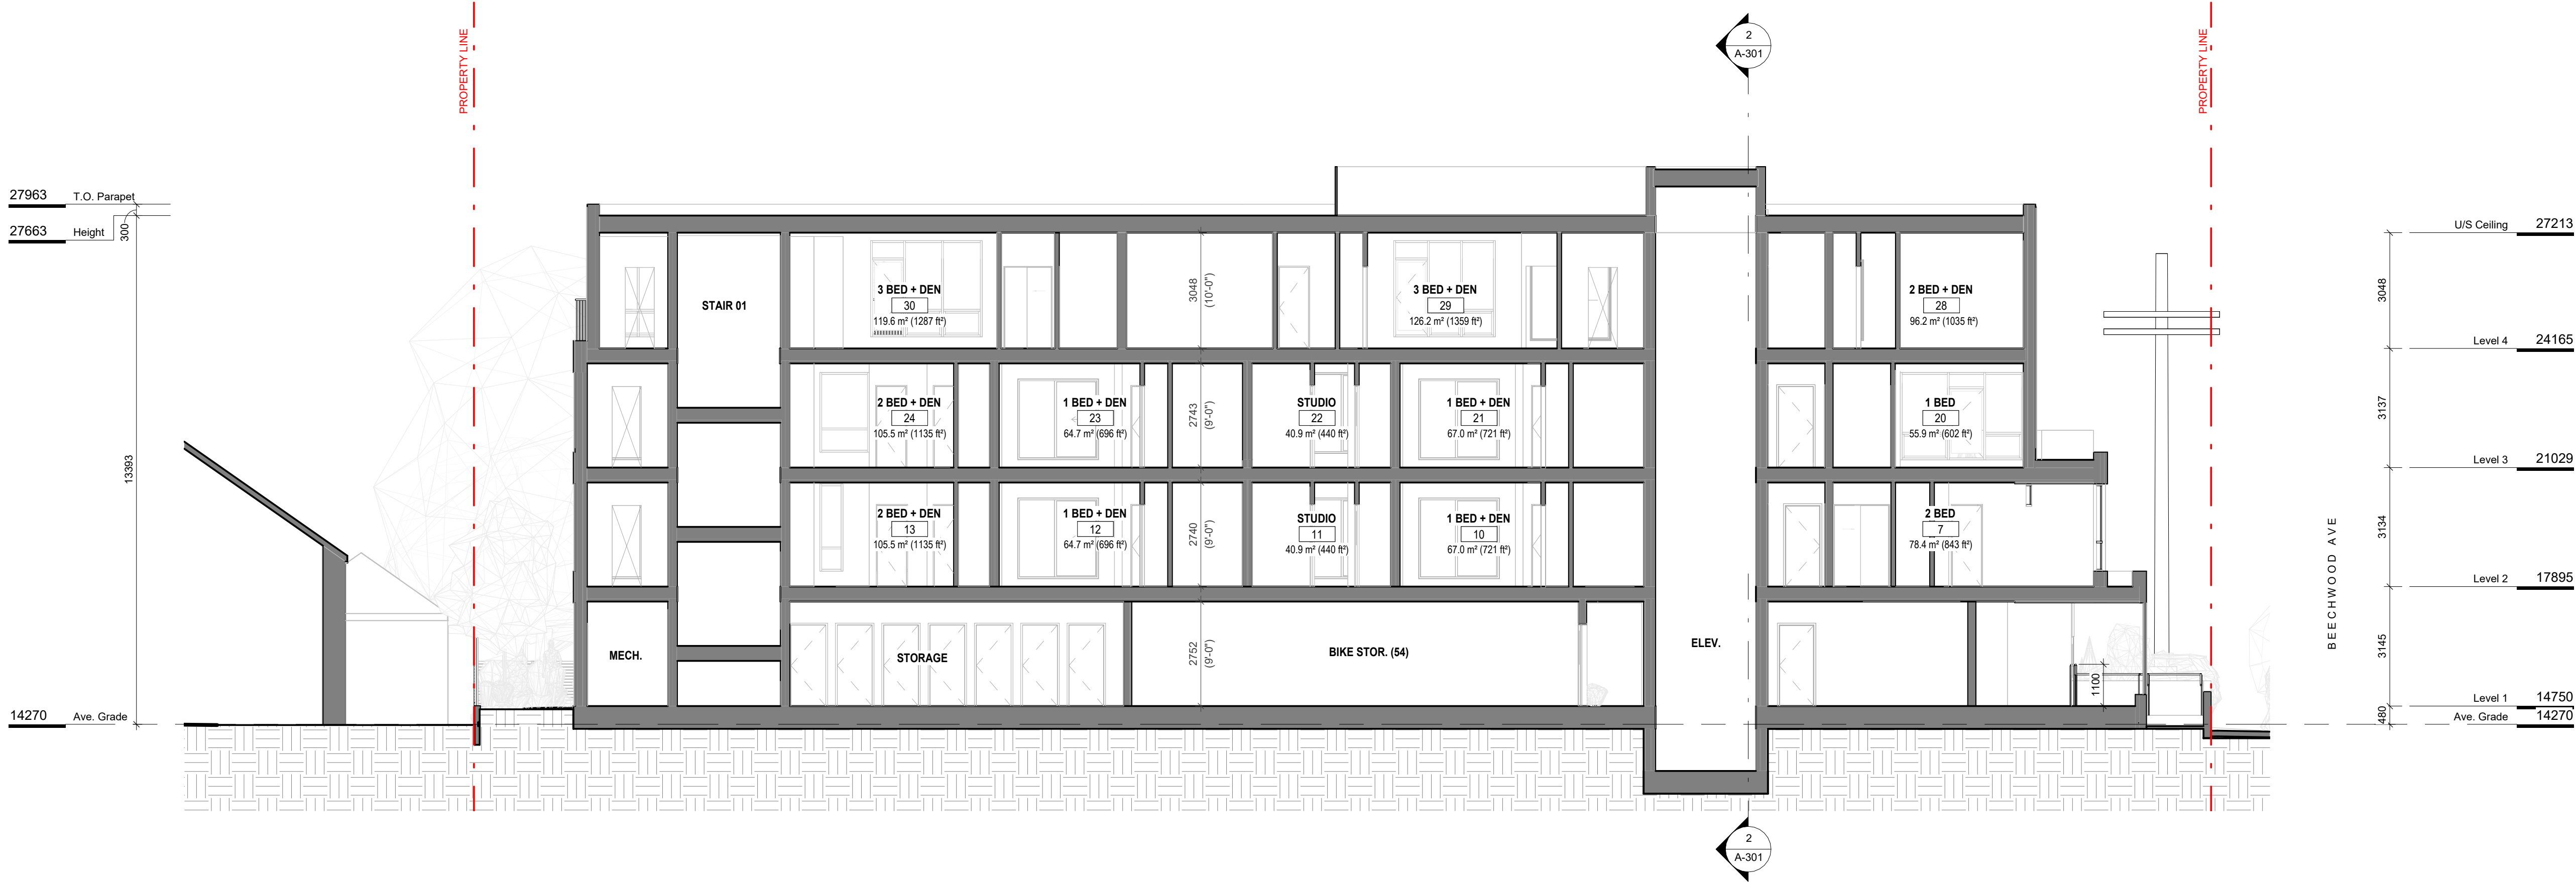 2
A-301
PROPERTY LINE
PROPERTY LINE
27963 T.O. Parapet
300
27663 Height
13393
14270 Ave. Grade
U/S Ceiling 27213
3048
Level 4 24165
3137
Level 3 21029
3134
Level 2 17895
3145
Level 1 14750
480
Ave. Grade 14270
BEECHWOOD AVE
STAIR 01
3 BED + DEN
30
119.6 m² (1287 ft²)
3048
(10'-0")
3 BED + DEN
29
126.2 m² (1359 ft²)
2 BED + DEN
28
96.2 m² (1035 ft²)
2 BED + DEN
24
105.5 m² (1135 ft²)
1 BED + DEN
23
64.7 m² (696 ft²)
2743
(9'-0")
STUDIO
22
40.9 m² (440 ft²)
1 BED + DEN
21
67.0 m² (721 ft²)
1 BED
20
55.9 m² (602 ft²)
2 BED + DEN
13
105.5 m² (1135 ft²)
1 BED + DEN
12
64.7 m² (696 ft²)
2740
(9'-0")
STUDIO
11
40.9 m² (440 ft²)
1 BED + DEN
10
67.0 m² (721 ft²)
2 BED
7
78.4 m² (843 ft²)
MECH.
STORAGE
2752
(9'-0")
BIKE STOR. (54)
ELEV.
1100
2
A-301